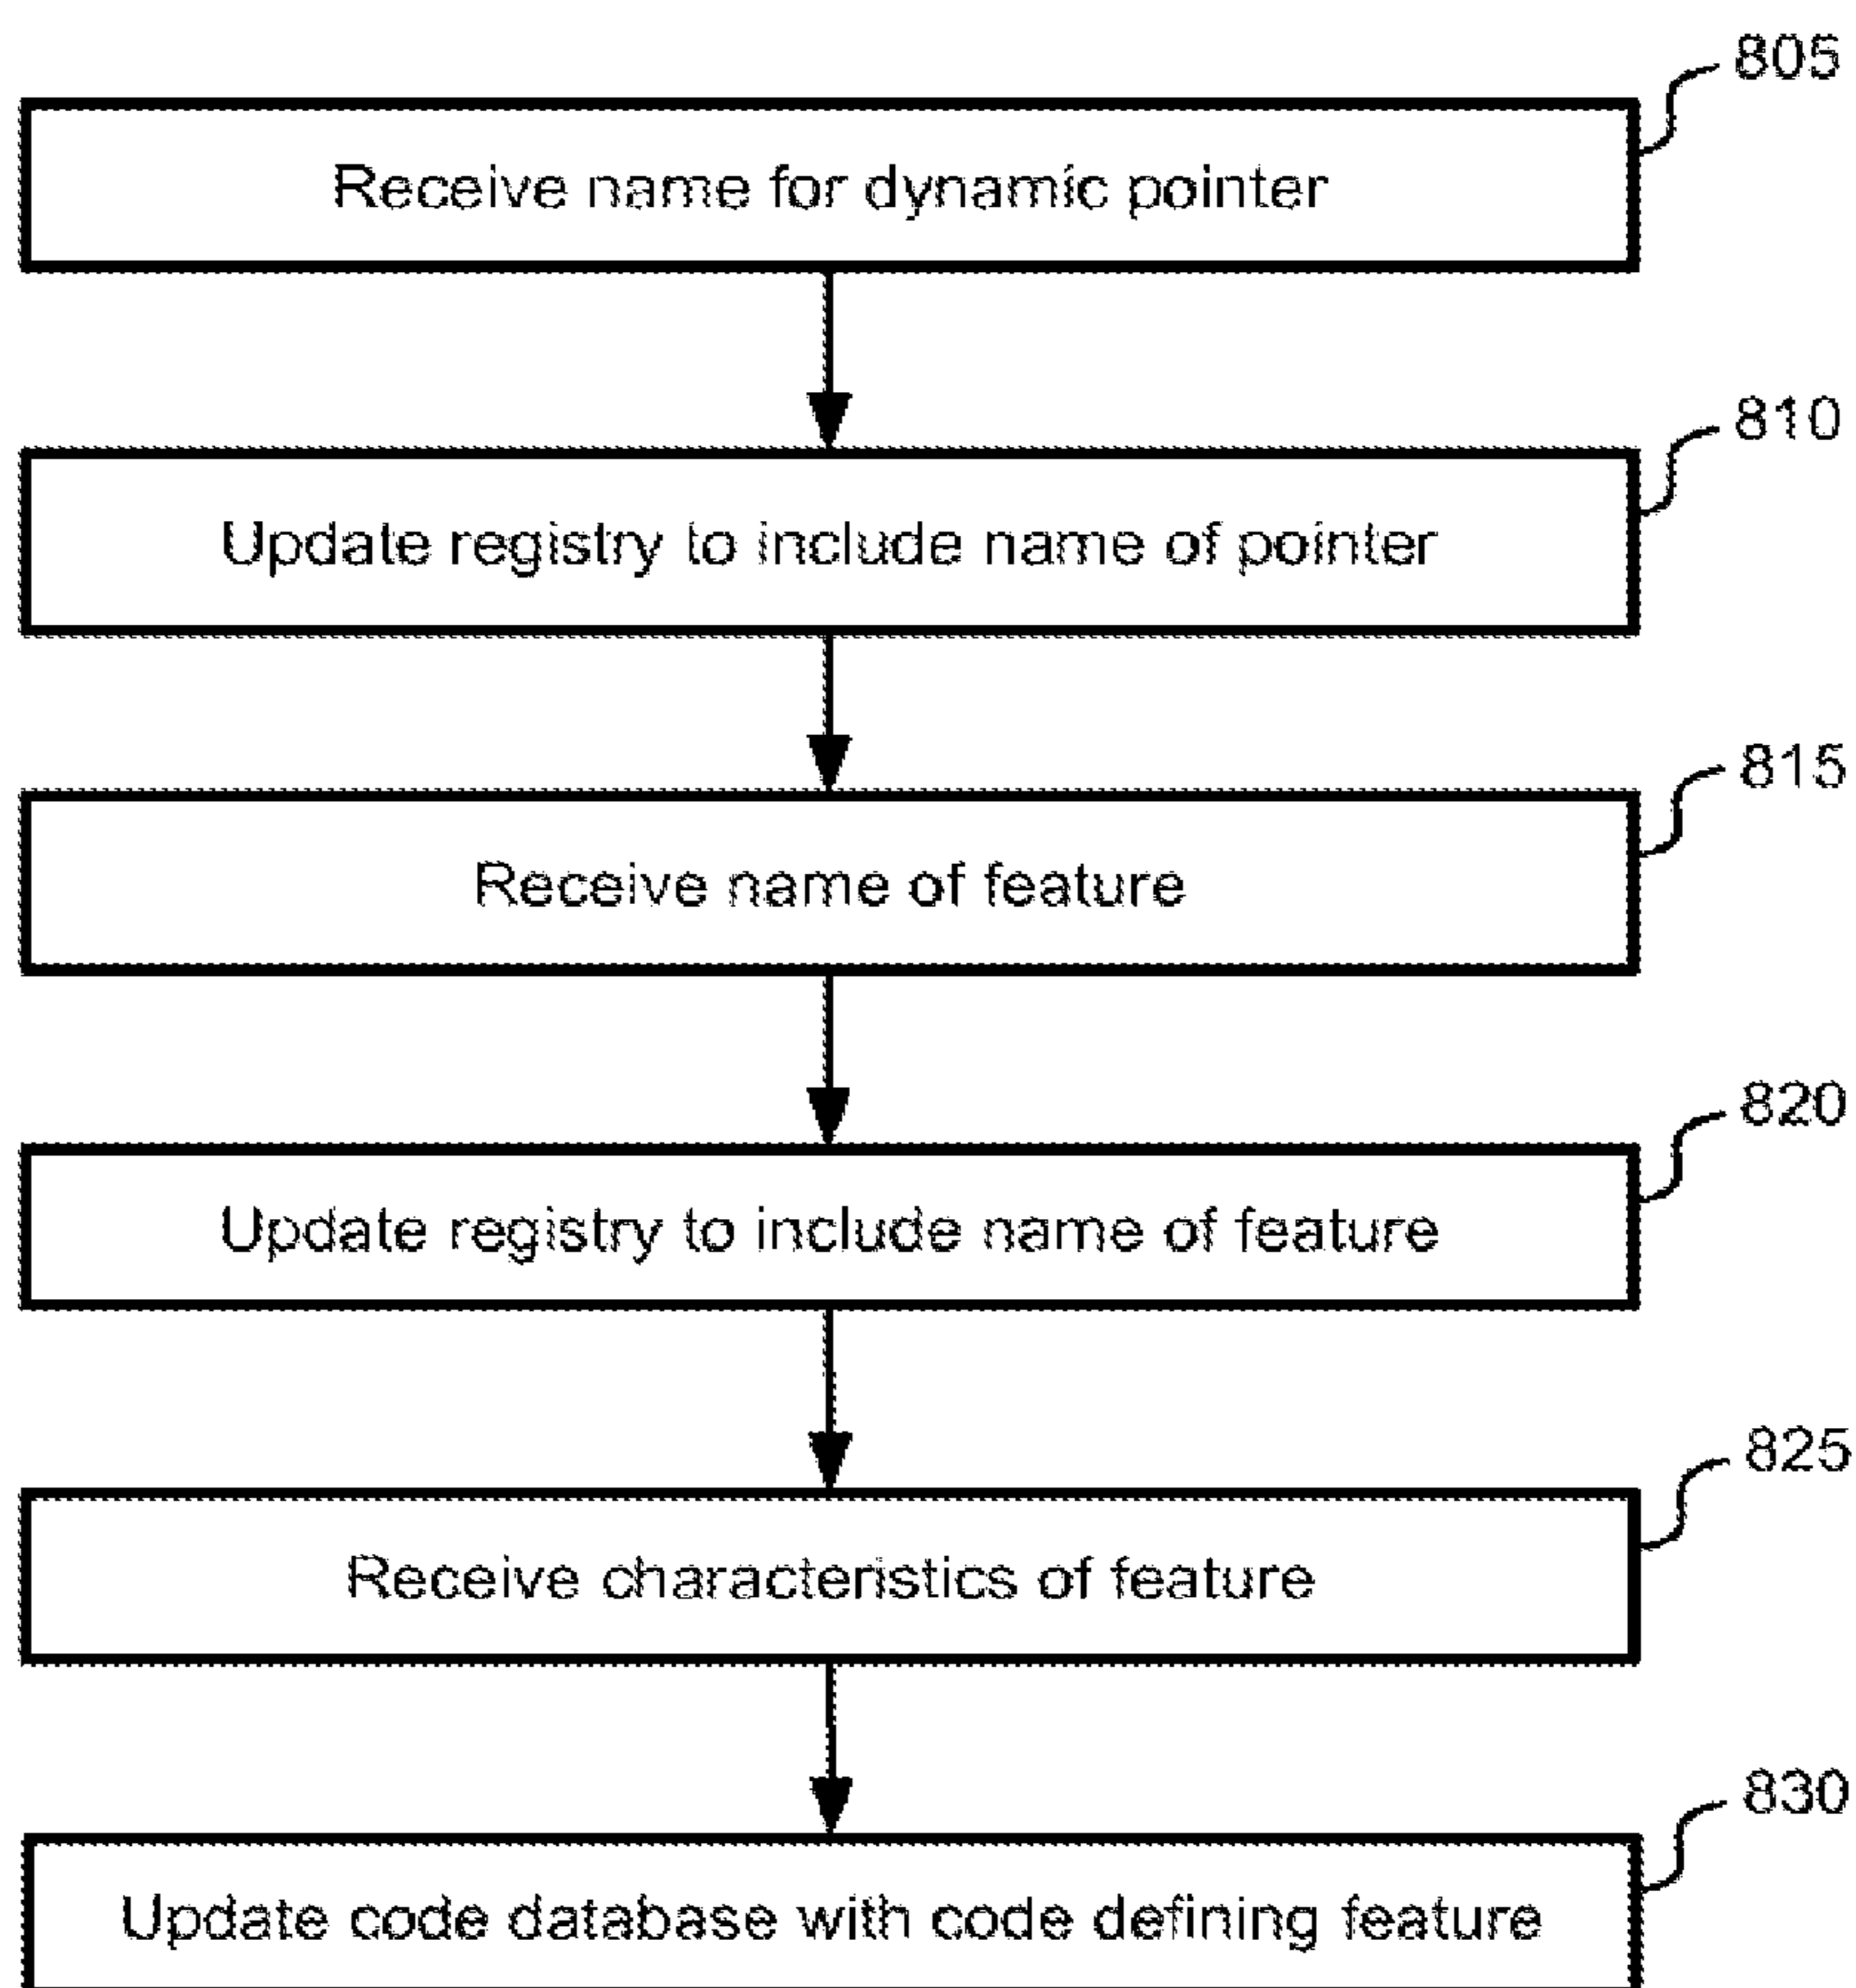 805
Receive name for dynamic pointer
810
Update registry to include name of pointer
815
Receive name of feature
820
Update registry to include name of feature
825
Receive characteristics of feature
830
Update code database with code defining feature